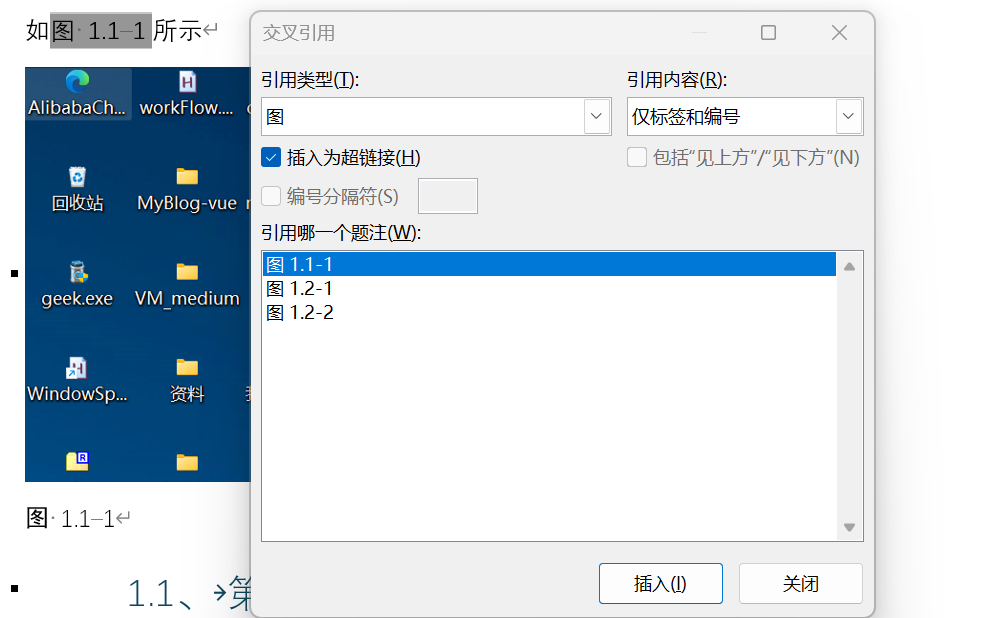 如图 1.1–1 所示
AlibabaCh...
workFlow....
回收站
MyBlog-vue
geek.exe
VM_medium
WindowSp...
资料
图 1.1–1
1.1、第
交叉引用
引用类型(T):
引用内容(R):
图
仅标签和编号
插入为超链接(H)
包括“见上方”/“见下方”(N)
编号分隔符(S)
引用哪一个题注(W):
图 1.1-1
图 1.2-1
图 1.2-2
插入(I)
关闭